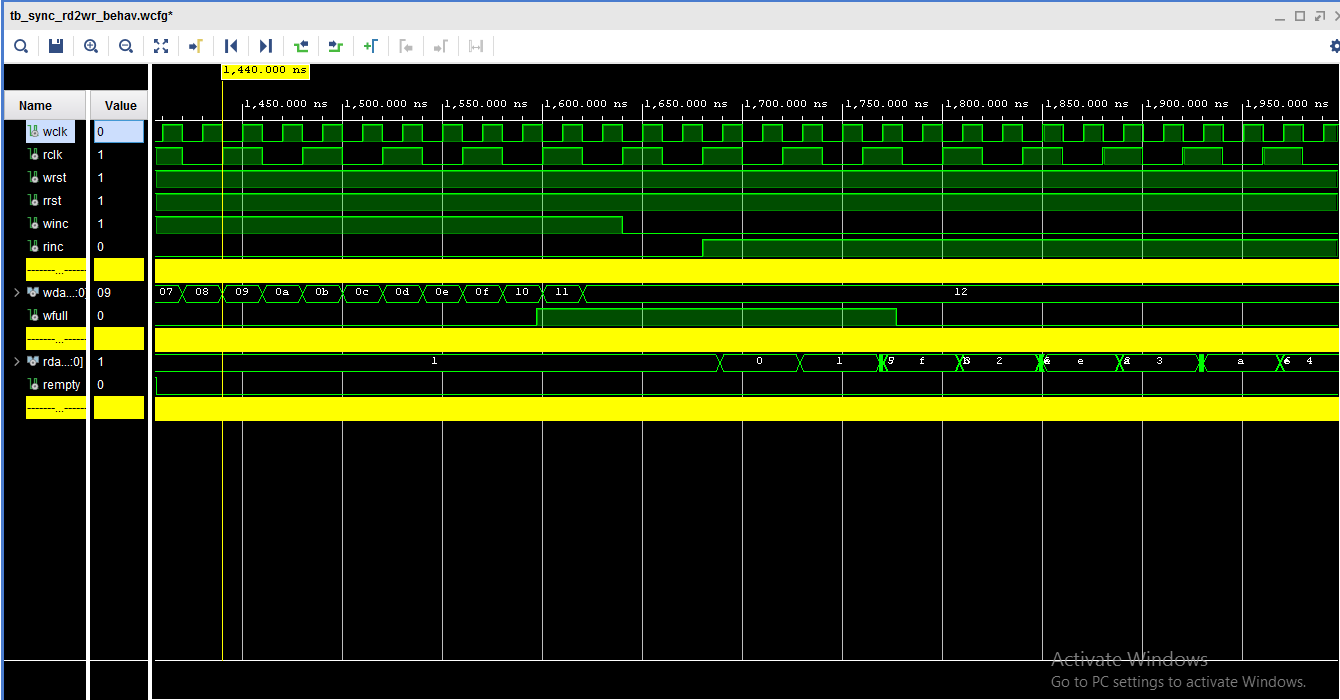 tb_sync_rd2wr_behav.wcfg*
1,440.000 ns
Name Value
1,450.000 ns 1,500.000 ns 1,550.000 ns 1,600.000 ns 1,650.000 ns 1,700.000 ns 1,750.000 ns 1,800.000 ns 1,850.000 ns 1,900.000 ns 1,950.000 ns
wclk 0
rclk 1
wrst 1
rrst 1
winc 1
rinc 0
wda...:0] 09 07 08 09 0a 0b 0c 0d 0e 0f 10 11 12
wfull 0
rda...:0] 1 1 0 1 f 2 e 3 a 4
rempty 0
Activate Windows
Go to PC settings to activate Windows.